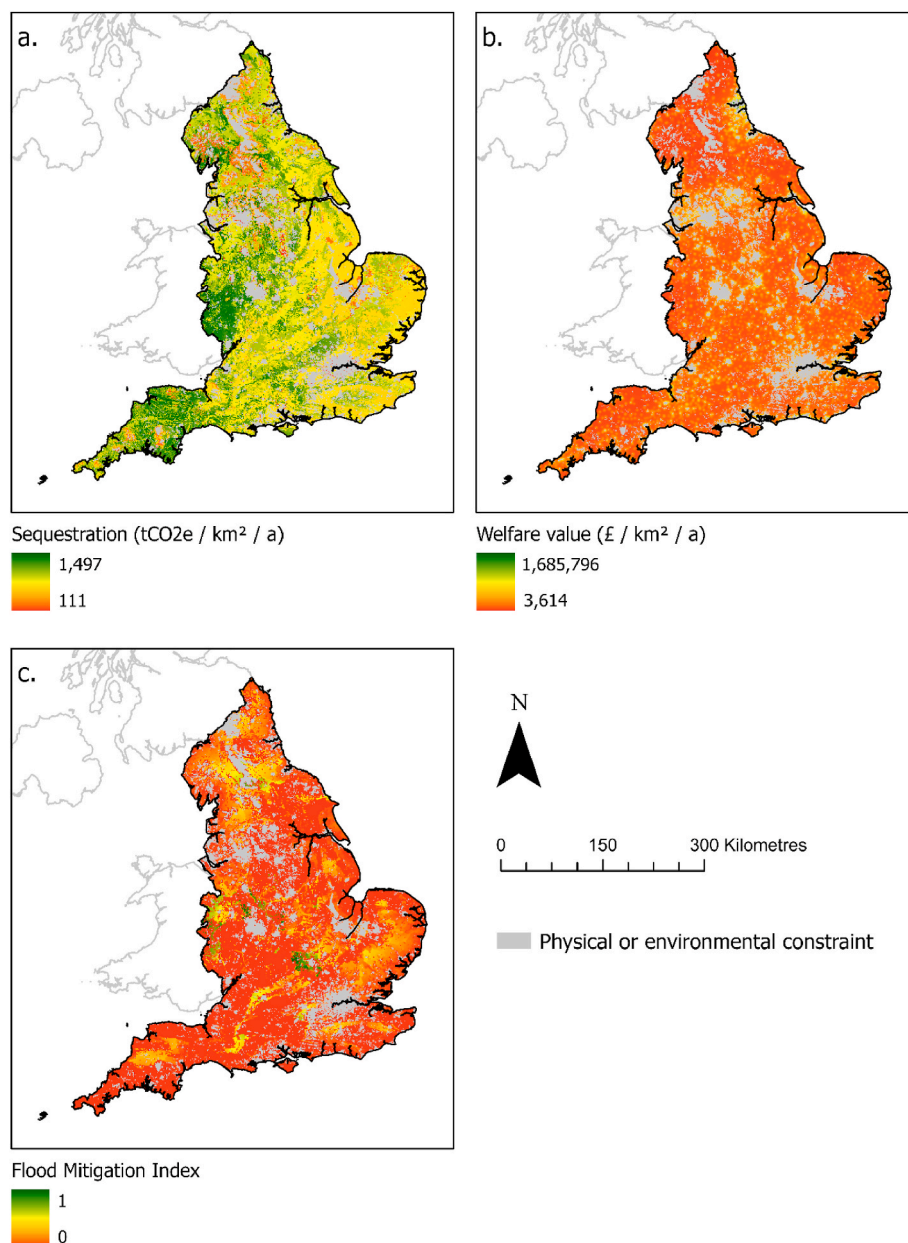 a.
b.
Sequestration (tCO2e / km² / a)
1,497
111
Welfare value (£ / km² / a)
1,685,796
3,614
c.
N
0 150 300 Kilometres
Physical or environmental constraint
Flood Mitigation Index
1
0